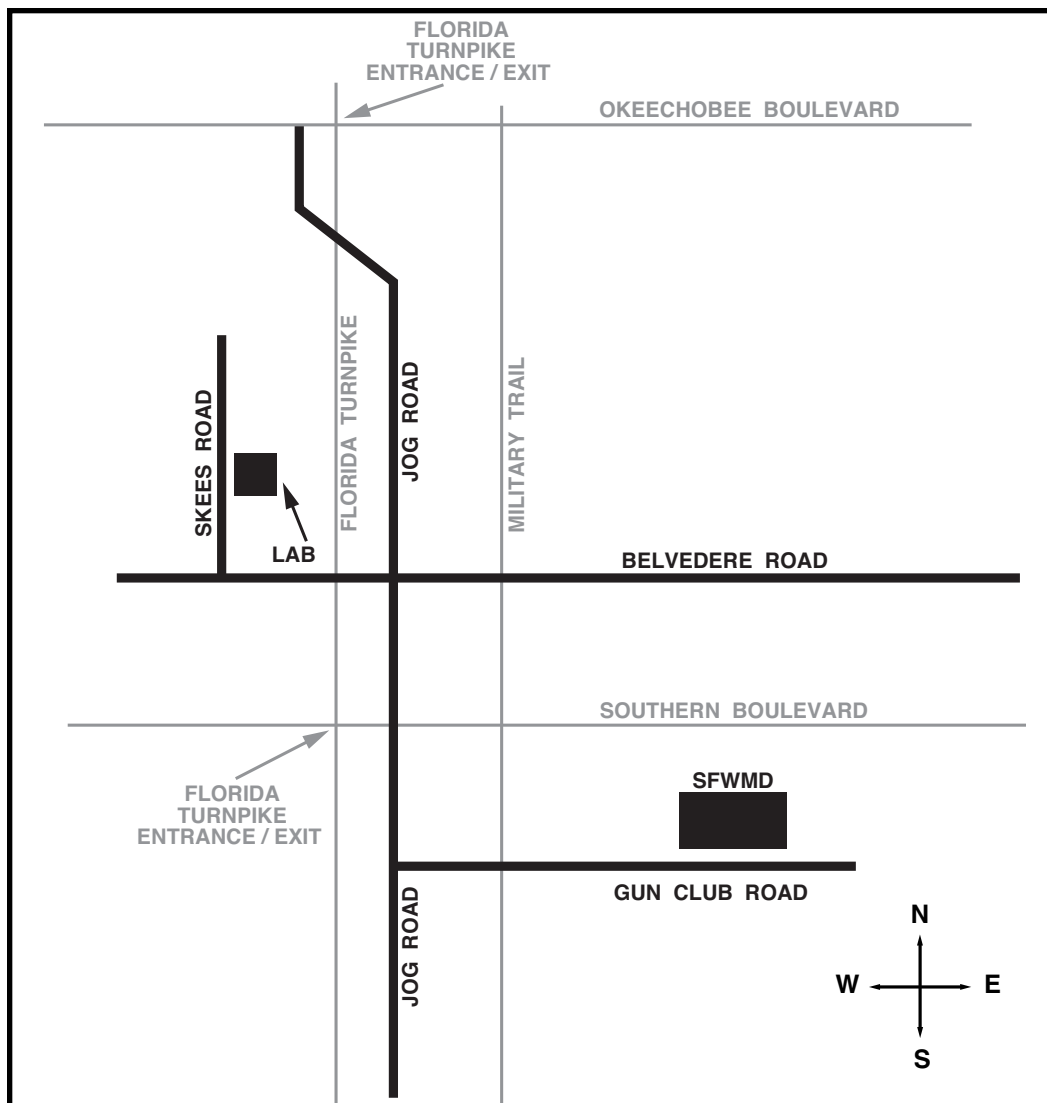 FLORIDA
TURNPIKE
ENTRANCE / EXIT
OKEECHOBEE BOULEVARD
FLORIDA TURNPIKE
JOG ROAD
MILITARY TRAIL
SKEES ROAD
LAB
BELVEDERE ROAD
SOUTHERN BOULEVARD
FLORIDA
TURNPIKE
ENTRANCE / EXIT
SFWMD
GUN CLUB ROAD
JOG ROAD
N
W
E
S